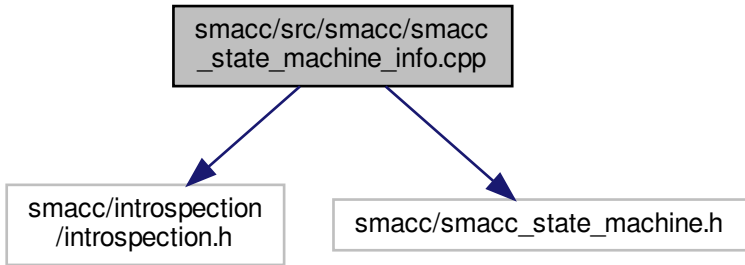 smacc/src/smacc/smacc
_state_machine_info.cpp
smacc/introspection
/introspection.h
smacc/smacc_state_machine.h